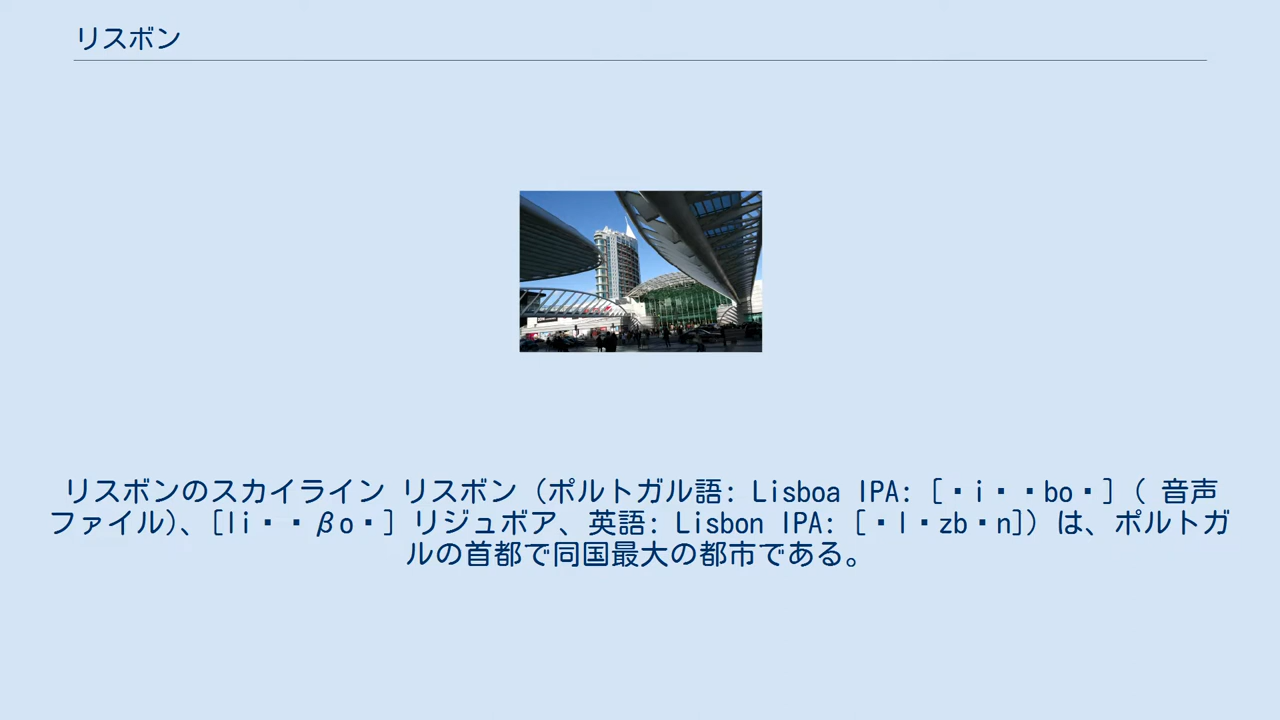 リスボン
リスボンのスカイライン リスボン（ポルトガル語: Lisboa IPA: [・i・・bo・]（ 音声
ファイル)、[li・・βo・] リジュボア、英語: Lisbon IPA: [・l・zb・n]）は、ポルトガ
ルの首都で同国最大の都市である。